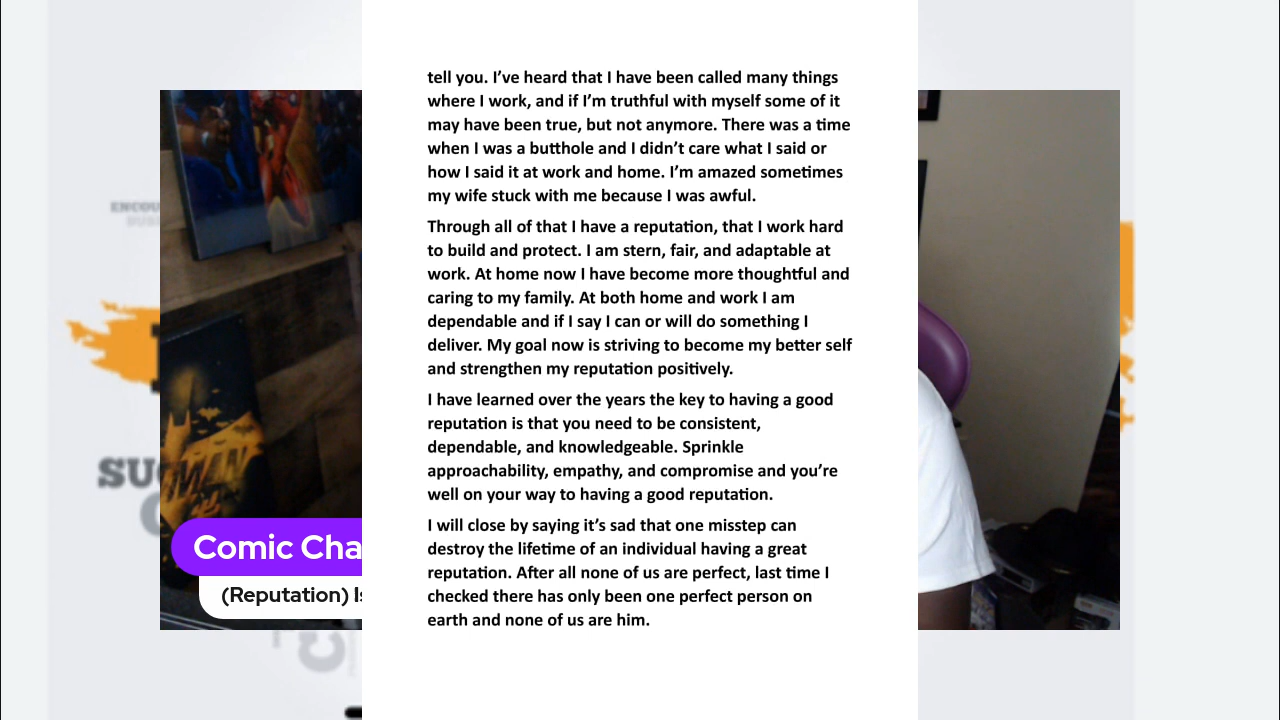 tell you. I’ve heard that I have been called many things
where I work, and if I’m truthful with myself some of it
may have been true, but not anymore. There was a time
when I was a butthole and I didn’t care what I said or
how I said it at work and home. I’m amazed sometimes
my wife stuck with me because I was awful.
Through all of that I have a reputation, that I work hard
to build and protect. I am stern, fair, and adaptable at
work. At home now I have become more thoughtful and
caring to my family. At both home and work I am
dependable and if I say I can or will do something I
deliver. My goal now is striving to become my better self
and strengthen my reputation positively.
I have learned over the years the key to having a good
reputation is that you need to be consistent,
dependable, and knowledgeable. Sprinkle
approachability, empathy, and compromise and you’re
well on your way to having a good reputation.
I will close by saying it’s sad that one misstep can
destroy the lifetime of an individual having a great
reputation. After all none of us are perfect, last time I
checked there has only been one perfect person on
earth and none of us are him.
ENCOU
SU
C
Comic Cha
(Reputation) Is